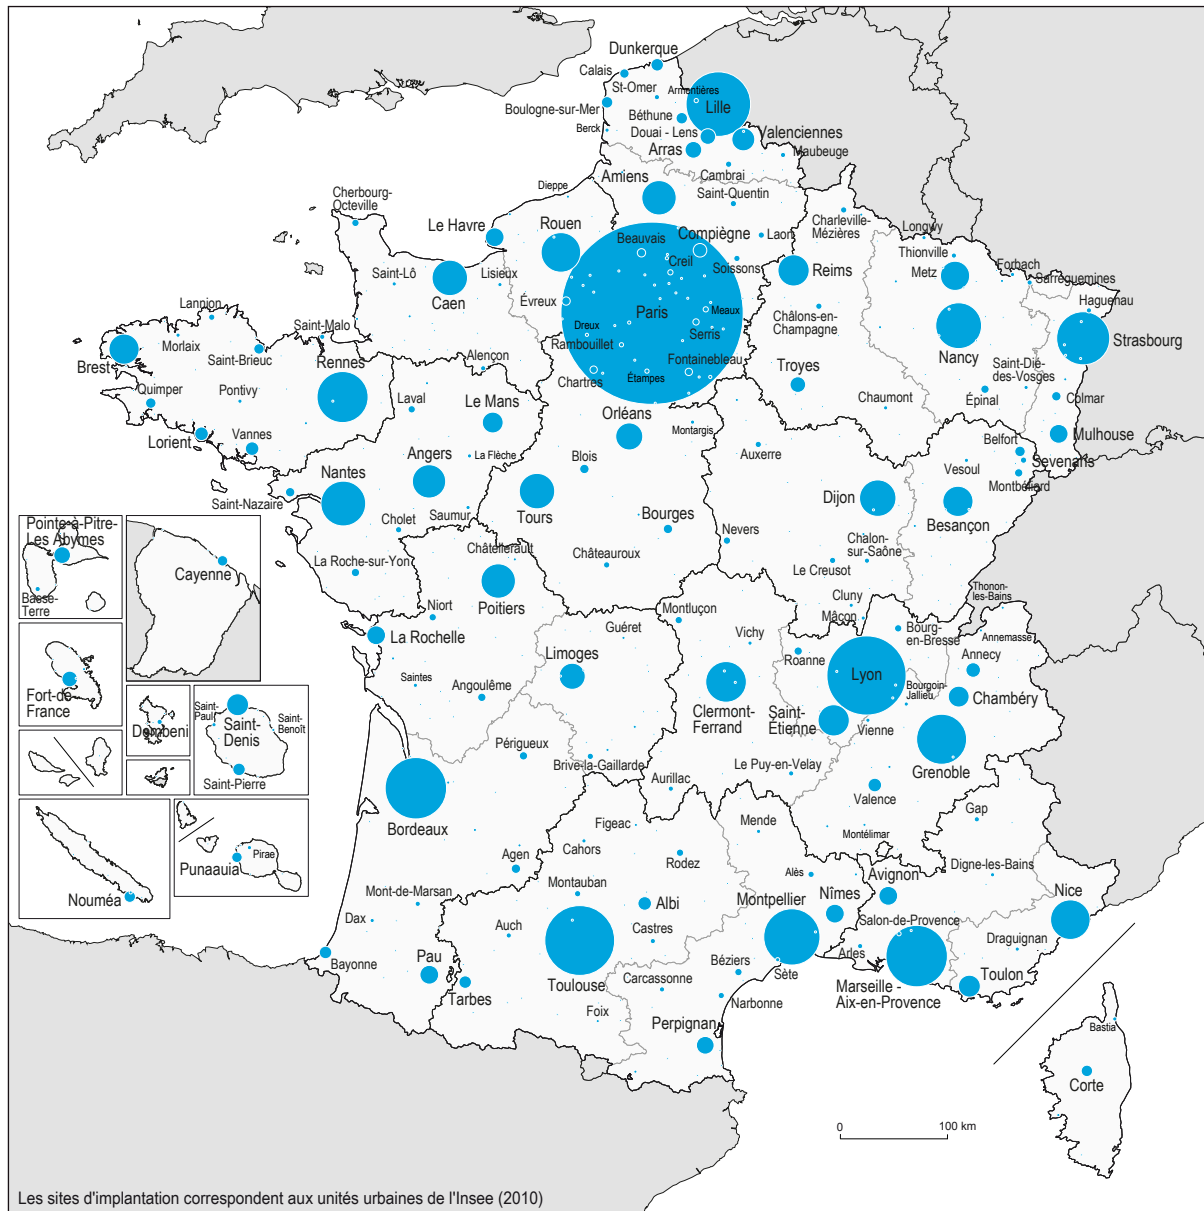 Dunkerque
Calais
St-Omer
Armentières
Lille
Boulogne-sur-Mer
Béthune
Berck
Douai - Lens
Valenciennes
Arras
Maubeuge
Cambrai
Amiens
Saint-Quentin
Dieppe
Cherbourg-
Octeville
Le Havre
Rouen
Beauvais
Compiègne
Laon
Charleville-
Mézières
Longwy
Thionville
Creil
Soissons
Reims
Metz
Forbach
Sarreguemines
Saint-Lô
Lisieux
Caen
Évreux
Haguenau
Lannion
Paris
Meaux
Châlons-en-
Champagne
Saint-Malo
Dreux
Serris
Nancy
Strasbourg
Morlaix
Saint-Brieuc
Rambouillet
Brest
Rennes
Alençon
Fontainebleau
Troyes
Saint-Dié-
des-Vosges
Quimper
Pontivy
Chartres
Étampes
Laval
Le Mans
Orléans
Chaumont
Épinal
Colmar
Lorient
Vannes
Montargis
Mulhouse
Auxerre
Belfort
La Flèche
Blois
Sevenans
Nantes
Angers
Vesoul
Montbéliard
Saint-Nazaire
Tours
Dijon
Besançon
Cholet
Saumur
Bourges
Nevers
Chalon-
sur-Saône
Pointe-à-Pitre-
Les Abymes
Cayenne
Châtellerault
La Roche-sur-Yon
Châteauroux
Le Creusot
Basse-
Terre
Poitiers
Cluny
Thonon-
les-Bains
Niort
Montluçon
Mâcon
Bourg-
en-Bresse
Annemasse
La Rochelle
Guéret
Vichy
Roanne
Annecy
Limoges
Lyon
Fort-de-
France
Saintes
Angoulême
Clermont-
Ferrand
Bourgoin-
Jallieu
Chambéry
Saint-
Paul
Dembeni
Saint-
Denis
Saint-
Benoît
Saint-
Étienne
Vienne
Périgueux
Brive-la-Gaillarde
Le Puy-en-Velay
Grenoble
Saint-Pierre
Aurillac
Valence
Bordeaux
Gap
Figeac
Mende
Montélimar
Cahors
Pirae
Punaauia
Agen
Rodez
Digne-les-Bains
Alès
Avignon
Nouméa
Mont-de-Marsan
Montauban
Albi
Montpellier
Nîmes
Nice
Dax
Auch
Castres
Salon-de-Provence
Bayonne
Pau
Toulouse
Béziers
Sète
Arles
Draguignan
Tarbes
Carcassonne
Narbonne
Marseille -
Aix-en-Provence
Toulon
Foix
Perpignan
Bastia
Corte
0
100 km
Les sites d'implantation correspondent aux unités urbaines de l'Insee (2010)